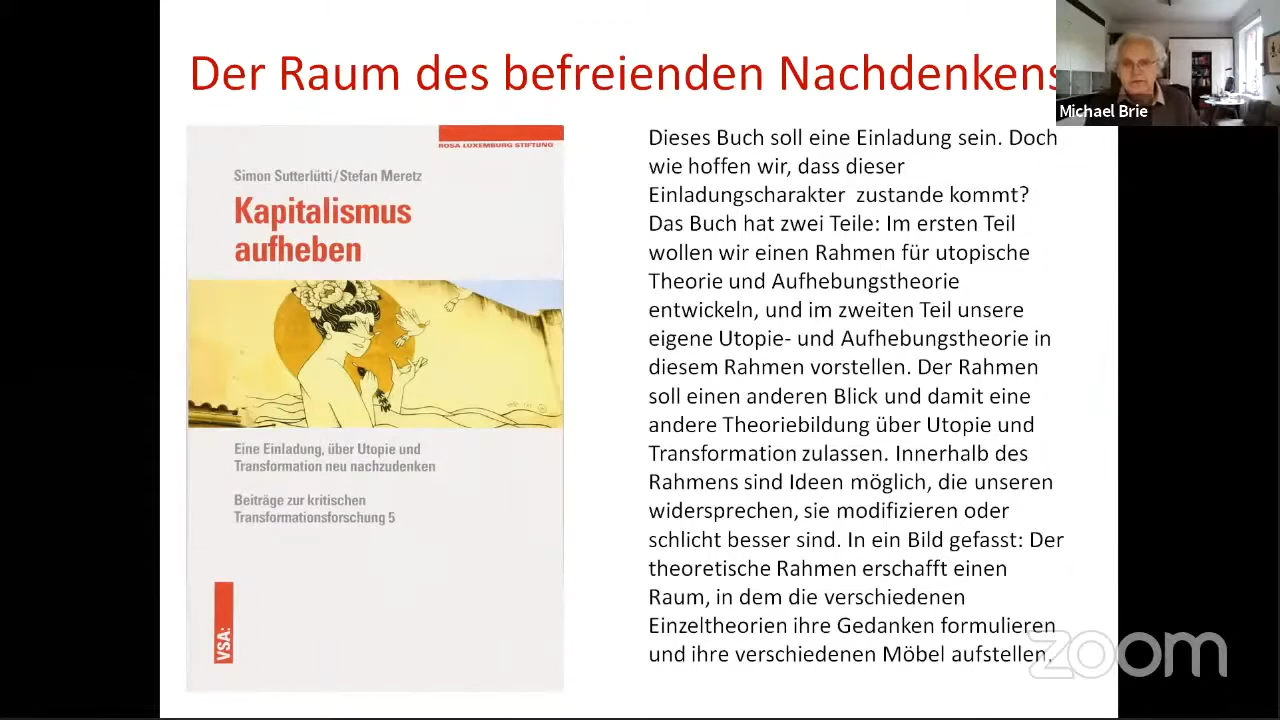 Der Raum des befreienden Nachdenkens
Michael Brie
ROSA LUXEMBURG STIFTUNG
Simon Sutterlütti/Stefan Meretz
Kapitalismus
aufheben
Eine Einladung, über Utopie und
Transformation neu nachzudenken
Beiträge zur kritischen
Transformationsforschung 5
VSA:
Dieses Buch soll eine Einladung sein. Doch
wie hoffen wir, dass dieser
Einladungscharakter zustande kommt?
Das Buch hat zwei Teile: Im ersten Teil
wollen wir einen Rahmen für utopische
Theorie und Aufhebungstheorie
entwickeln, und im zweiten Teil unsere
eigene Utopie- und Aufhebungstheorie in
diesem Rahmen vorstellen. Der Rahmen
soll einen anderen Blick und damit eine
andere Theoriebildung über Utopie und
Transformation zulassen. Innerhalb des
Rahmens sind Ideen möglich, die unseren
widersprechen, sie modifizieren oder
schlicht besser sind. In ein Bild gefasst: Der
theoretische Rahmen erschafft einen
Raum, in dem die verschiedenen
Einzeltheorien ihre Gedanken formulieren
und ihre verschiedenen Möbel aufstellen.
zoom